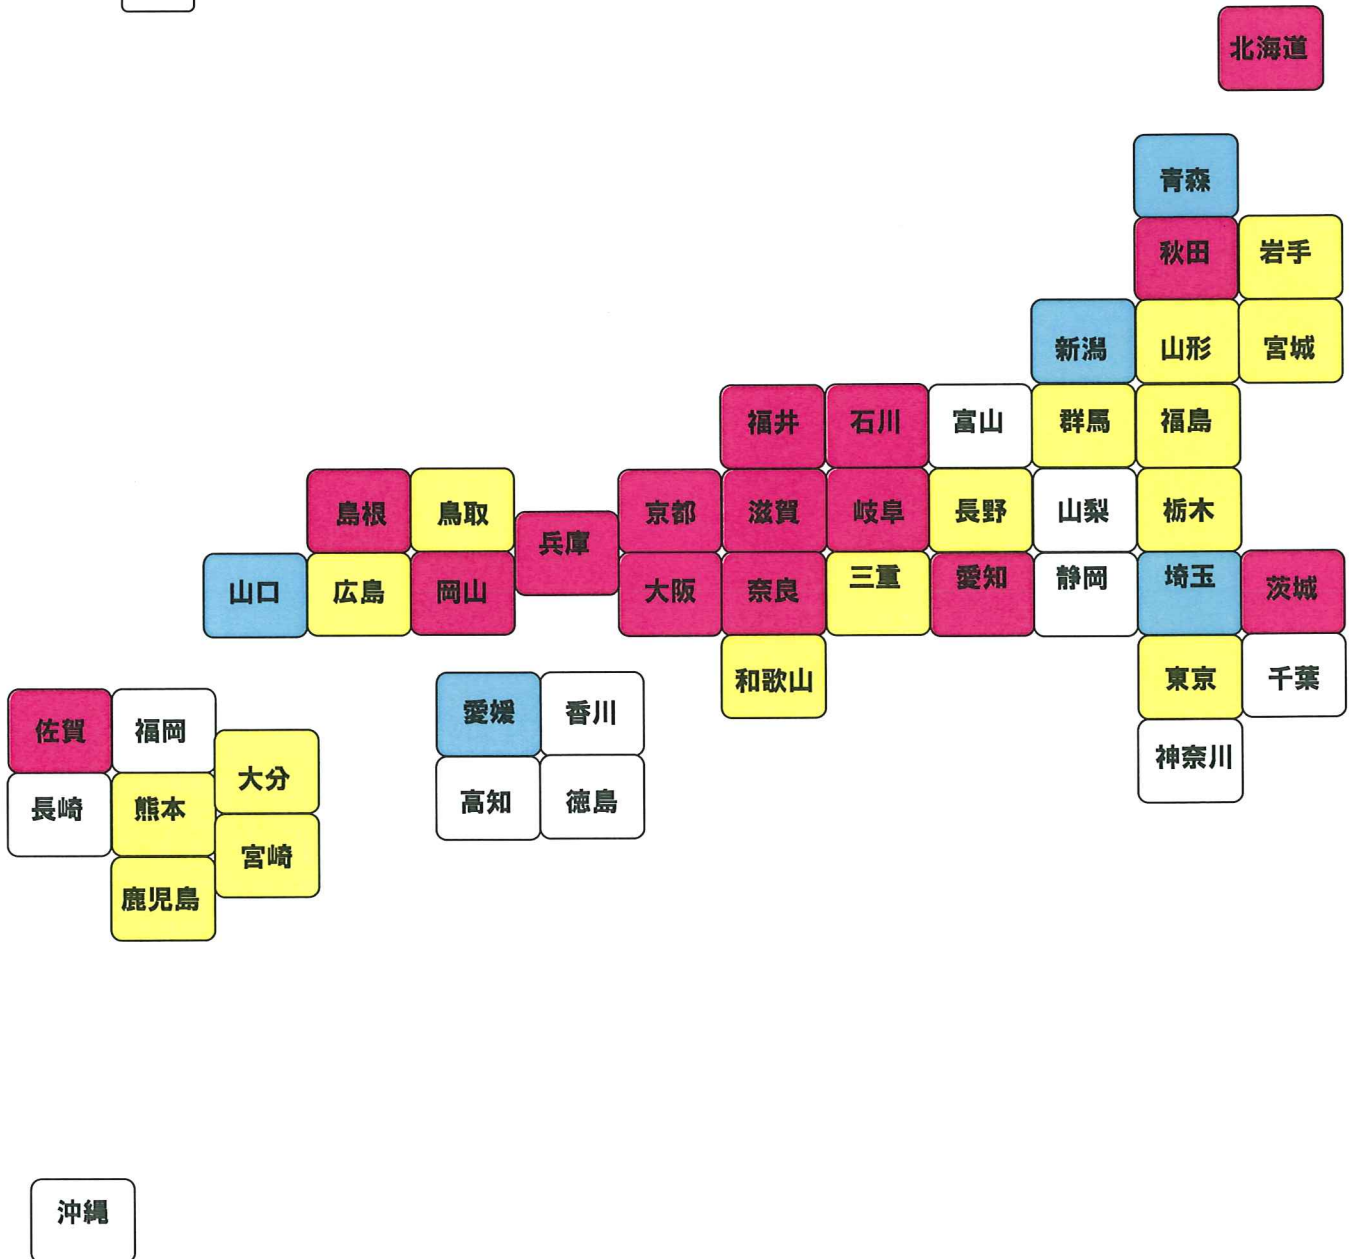 北海道
青森
秋田 岩手
新潟 山形 宮城
福井 石川 富山 群馬 福島
島根 鳥取 兵庫 京都 滋賀 岐阜 長野 山梨 栃木
山口 広島 岡山 大阪 奈良 三重 愛知 静岡 埼玉 茨城
和歌山 東京 千葉
佐賀 福岡 愛媛 香川 神奈川
大分
長崎 熊本 高知 徳島
宮崎
鹿児島
沖縄